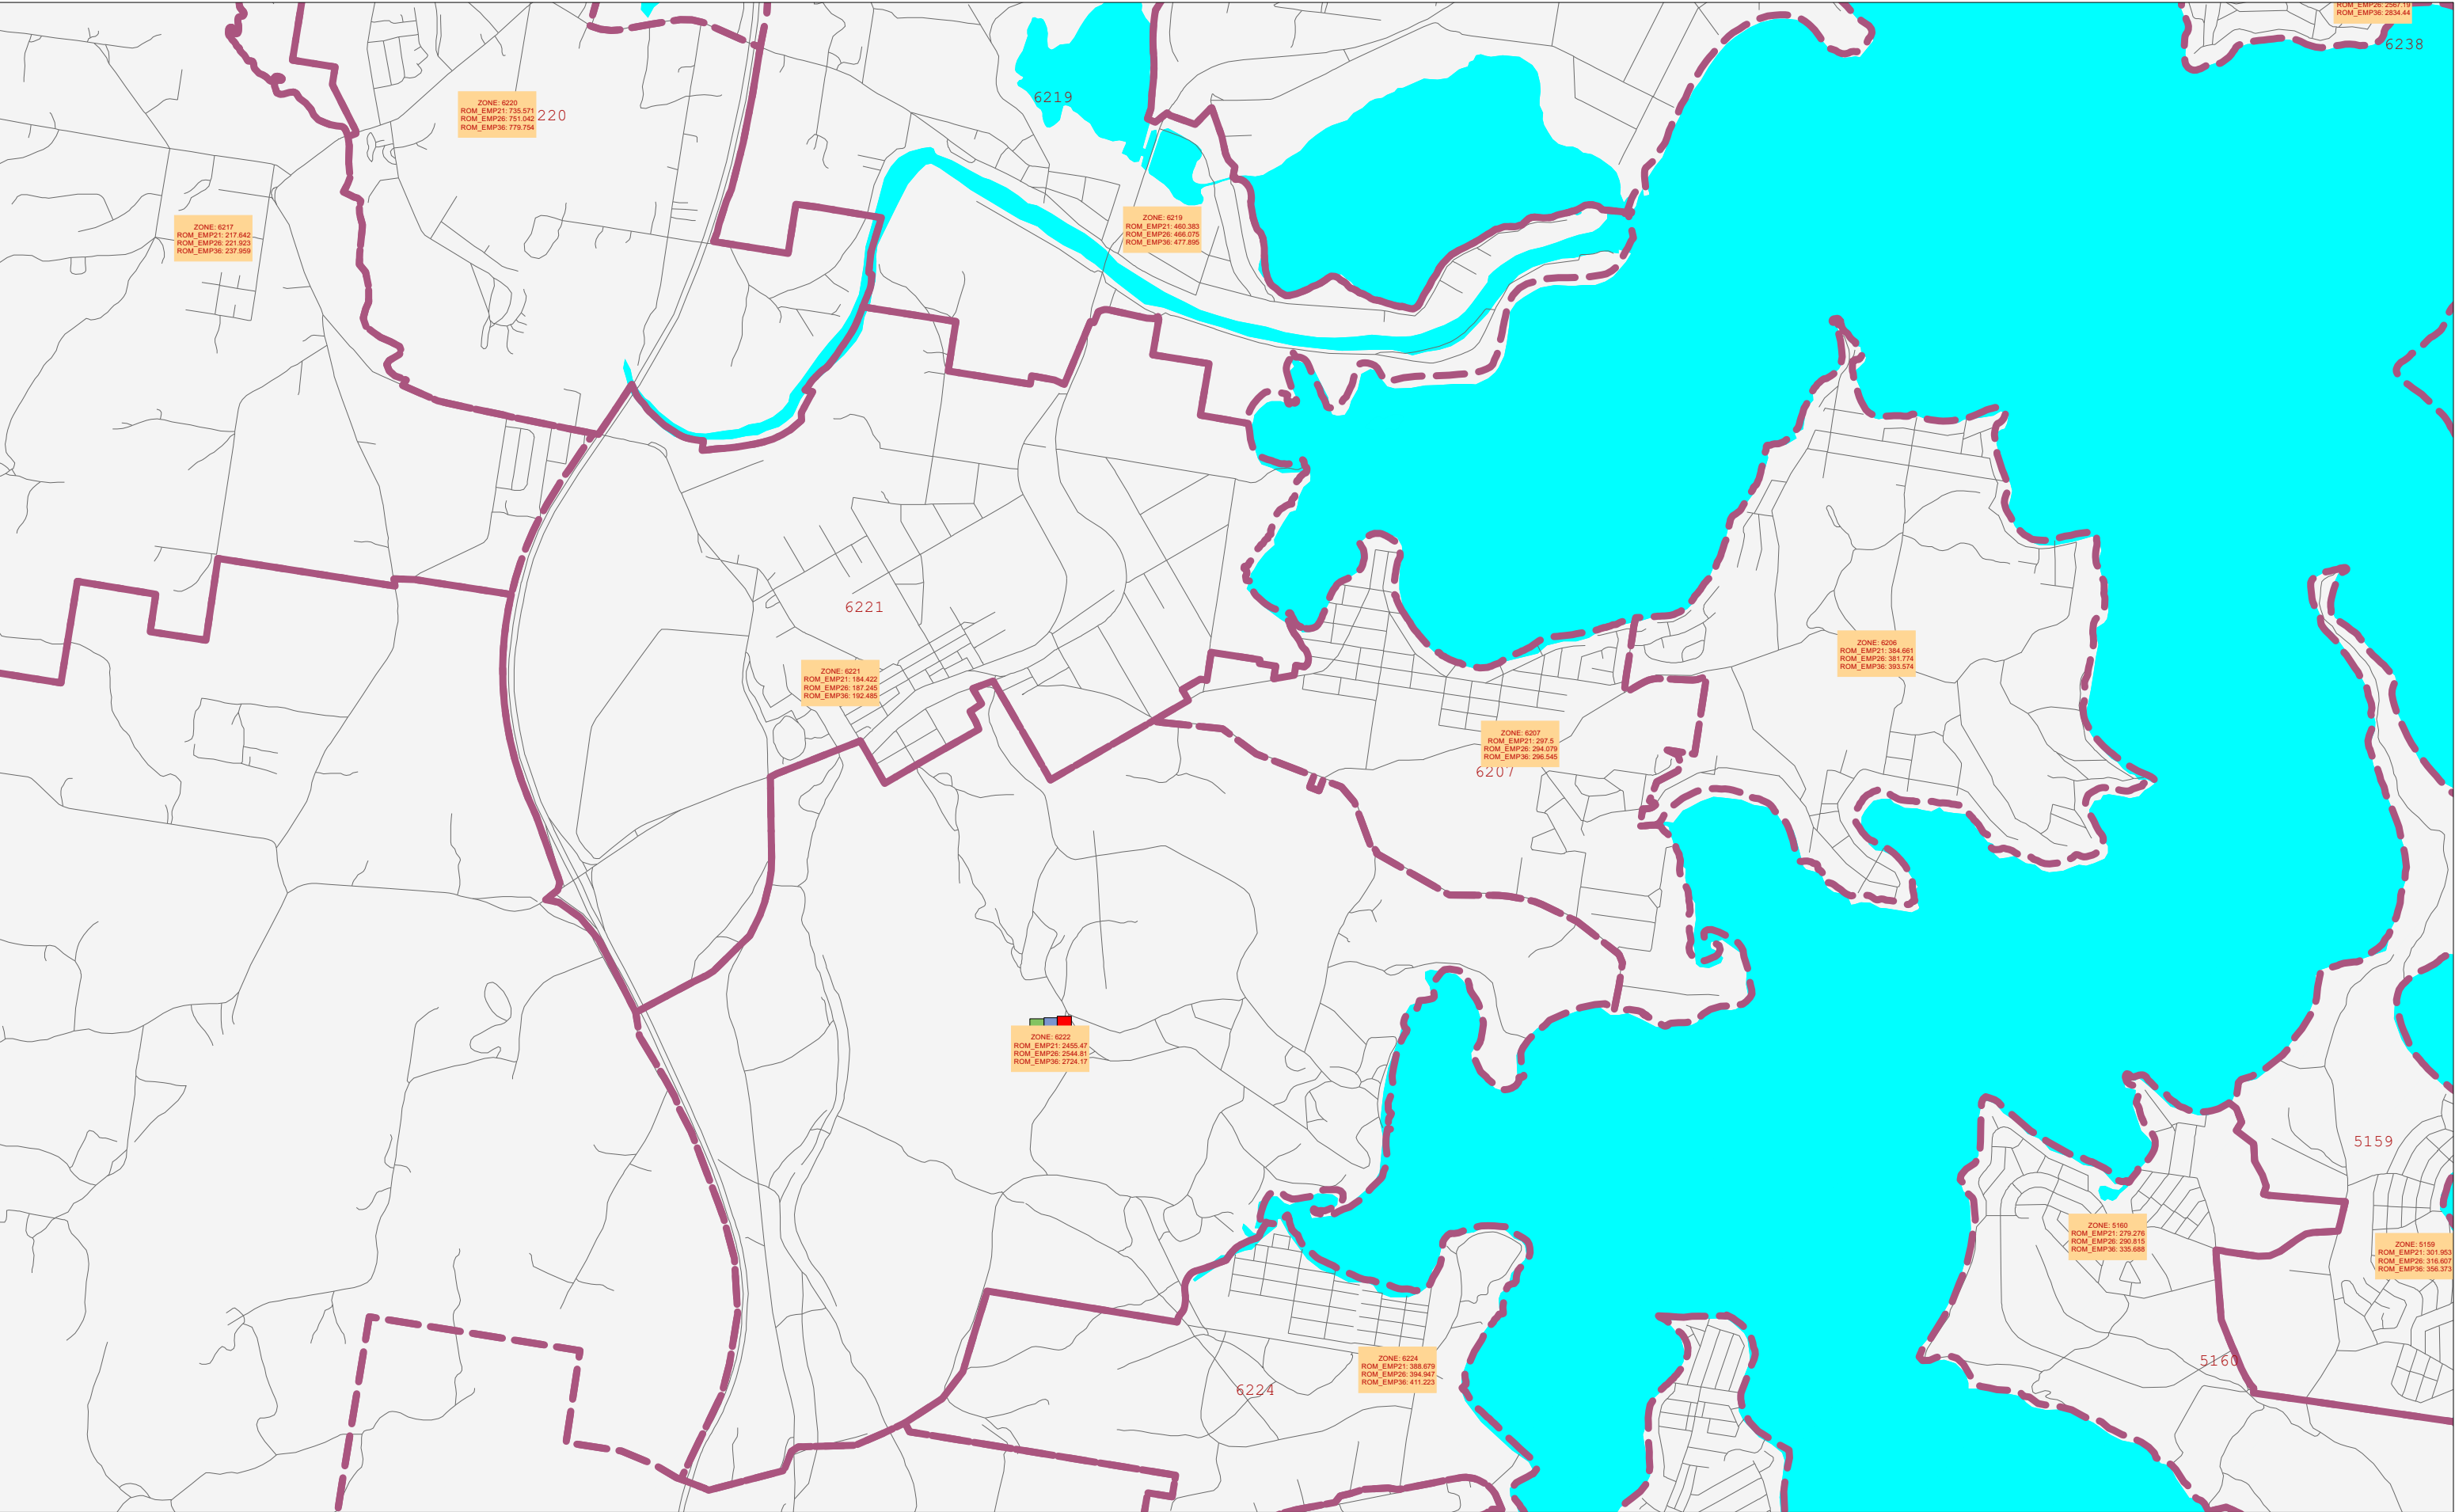 ROM_EMP26: 2567.19
ROM_EMP36: 2834.44
6238
6219
ZONE: 6220
ROM_EMP21: 735.571
ROM_EMP26: 751.042
ROM_EMP36: 779.754
220
ZONE: 6217
ROM_EMP21: 217.642
ROM_EMP26: 221.923
ROM_EMP36: 237.959
ZONE: 6219
ROM_EMP21: 460.383
ROM_EMP26: 466.075
ROM_EMP36: 477.895
6221
ZONE: 6221
ROM_EMP21: 184.422
ROM_EMP26: 187.245
ROM_EMP36: 192.485
ZONE: 6206
ROM_EMP21: 384.661
ROM_EMP26: 381.774
ROM_EMP36: 393.574
ZONE: 6207
ROM_EMP21: 297.5
ROM_EMP26: 294.079
ROM_EMP36: 296.545
6207
ZONE: 6222
ROM_EMP21: 2455.47
ROM_EMP26: 2544.81
ROM_EMP36: 2724.17
5159
ZONE: 5160
ROM_EMP21: 279.276
ROM_EMP26: 290.815
ROM_EMP36: 335.688
ZONE: 5159
ROM_EMP21: 301.953
ROM_EMP26: 316.607
ROM_EMP36: 356.373
5160
ZONE: 6224
ROM_EMP21: 388.679
ROM_EMP26: 394.947
ROM_EMP36: 411.223
6224